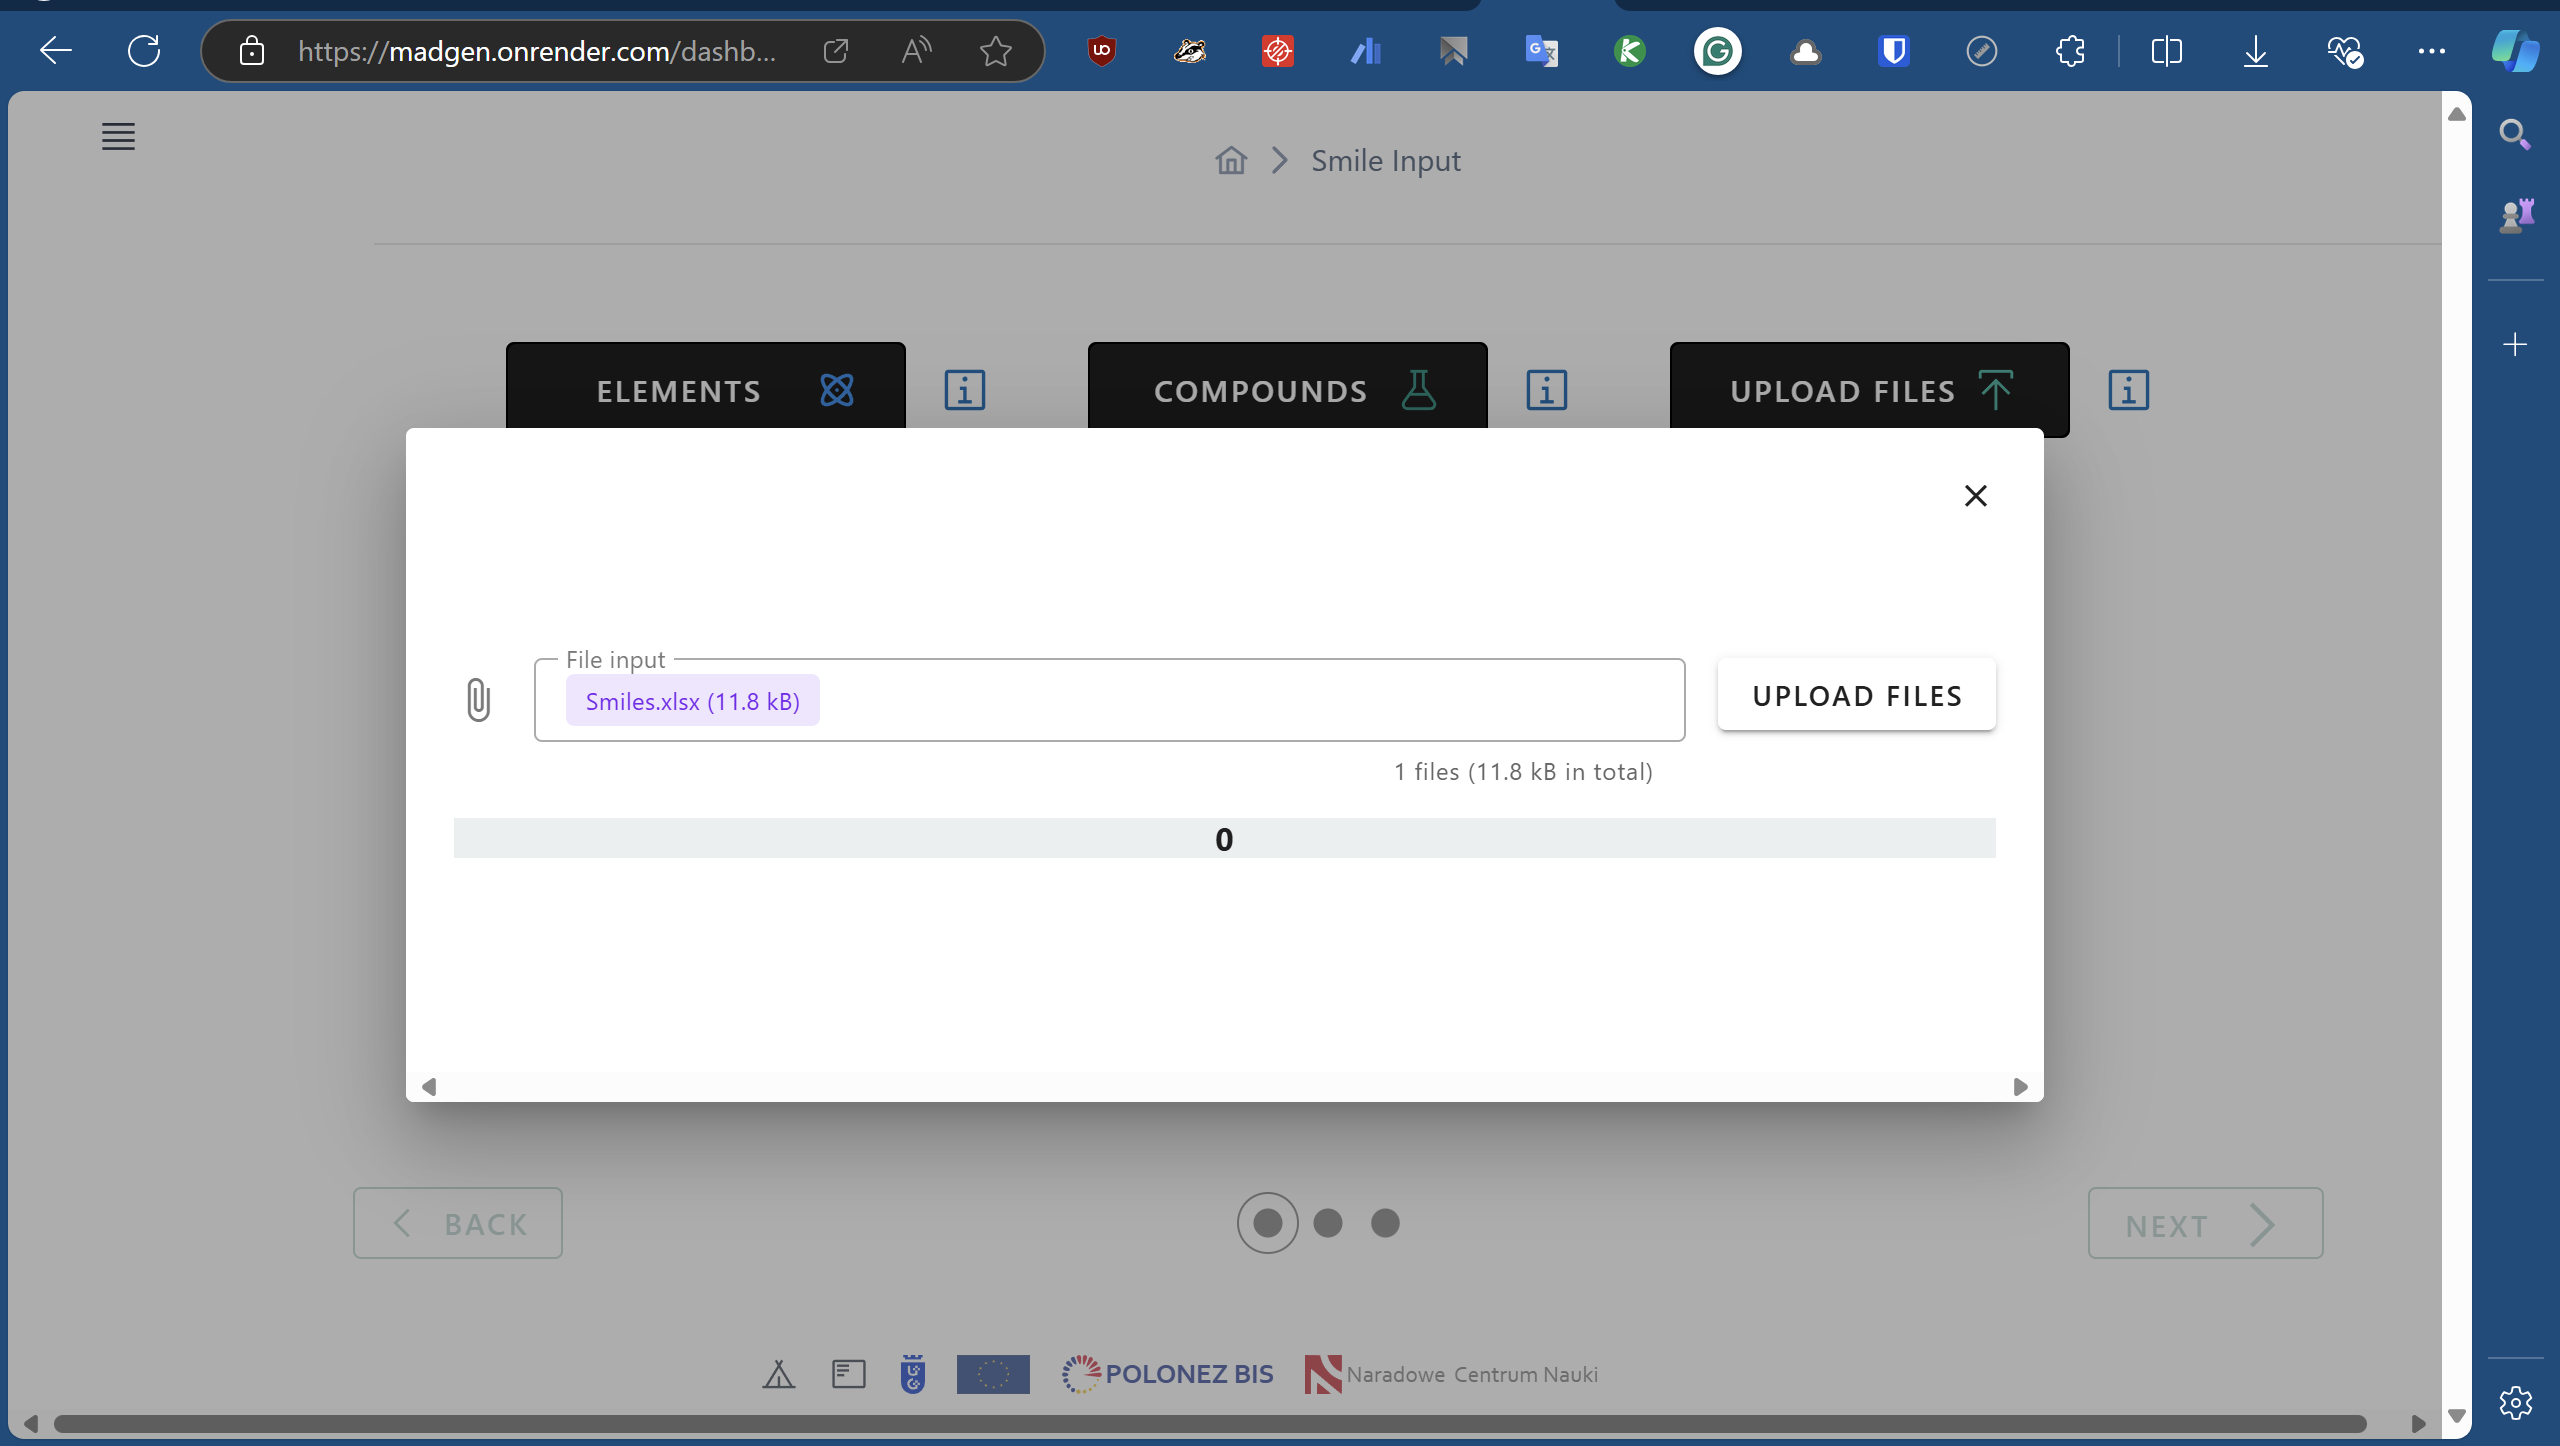 https://madgen.onrender.com/dashb...
Smile Input
ELEMENTS
COMPOUNDS
UPLOAD FILES
File input
Smiles.xlsx (11.8 kB)
UPLOAD FILES
1 files (11.8 kB in total)
0
BACK
NEXT
POLONEZ BIS
Naradowe Centrum Nauki